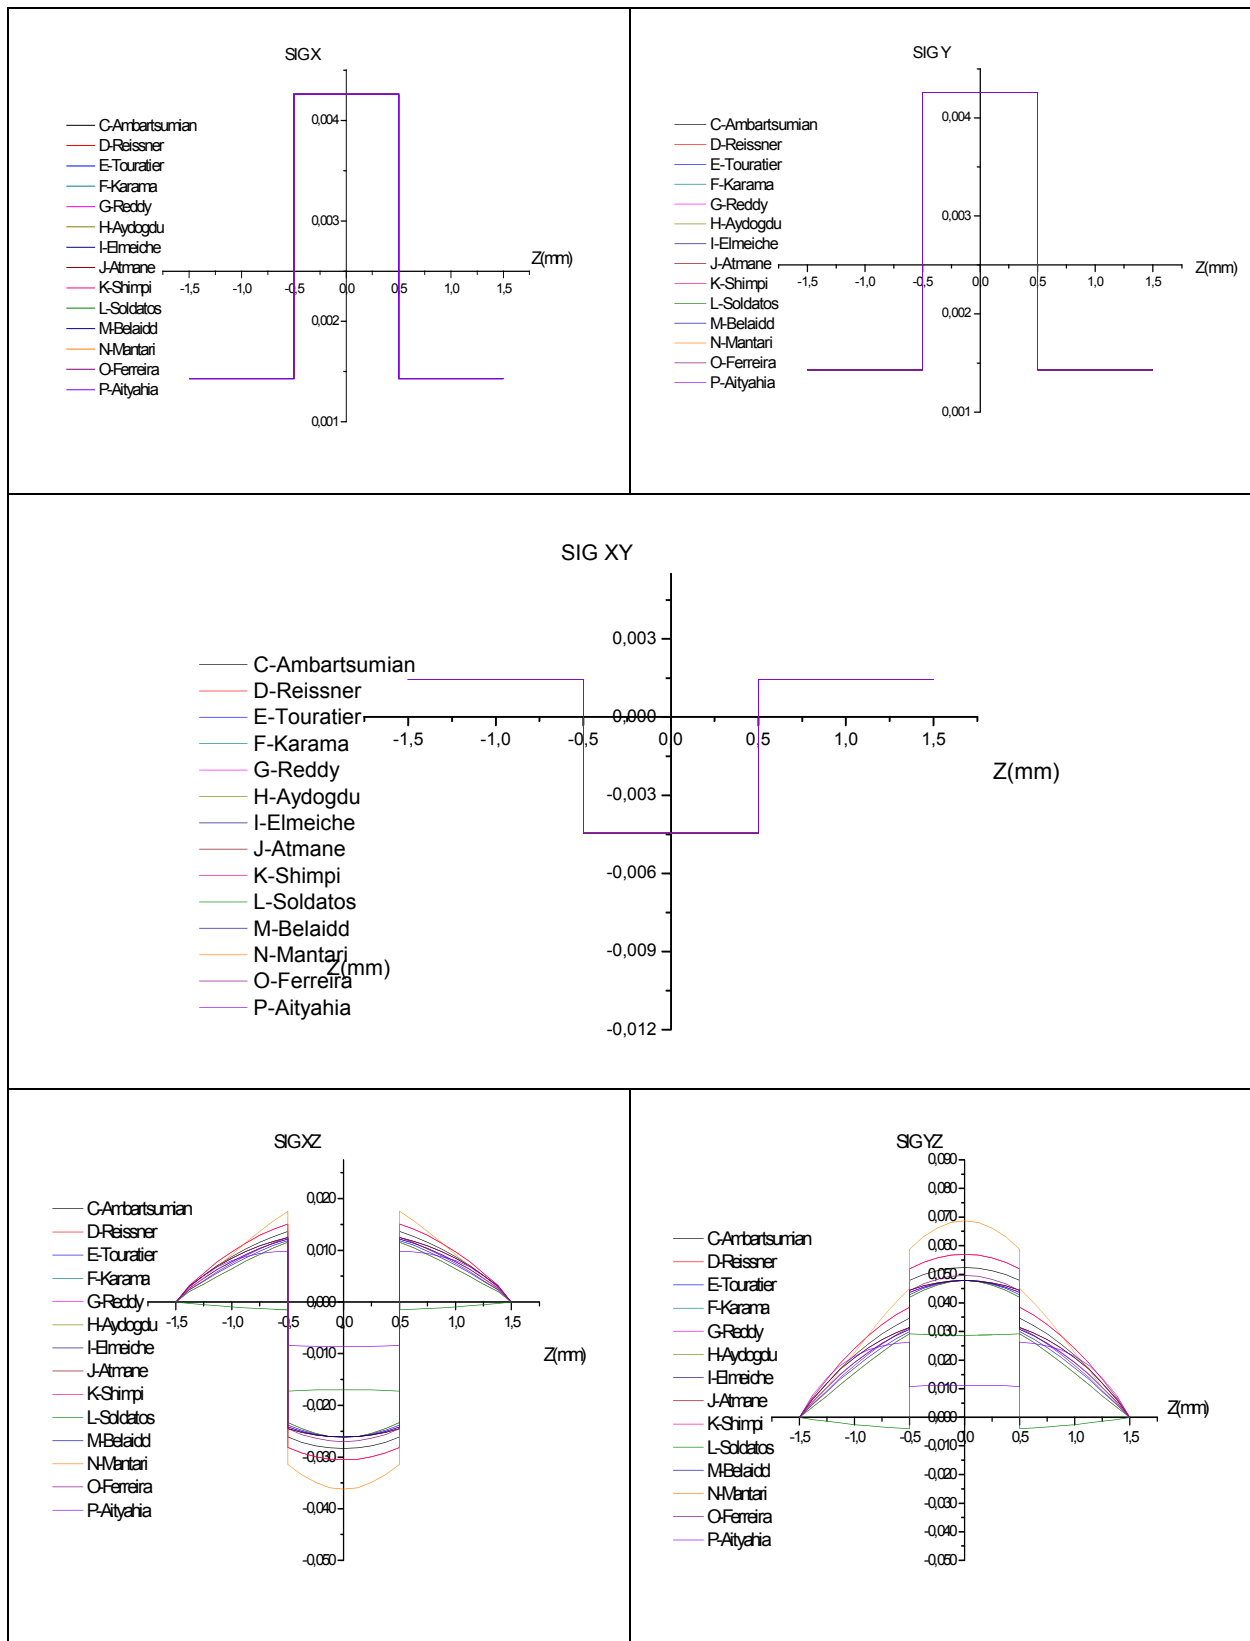 SIGX
C-Ambartsumian
D-Reissner
E-Touratier
F-Karama
G-Reddy
H-Aydogdu
I-Elmeiche
J-Atmane
K-Shimpi
L-Soldatos
M-Belaidd
N-Mantari
O-Ferreira
P-Aityahia
0,004
0,003
0,002
0,001
-1,5 -1,0 -0,5 0,0 0,5 1,0 1,5
Z(mm)
SIG Y
C-Ambartsumian
D-Reissner
E-Touratier
F-Karama
G-Reddy
H-Aydogdu
I-Elmeiche
J-Atmane
K-Shimpi
L-Soldatos
M-Belaidd
N-Mantari
O-Ferreira
P-Aityahia
0,004
0,003
0,002
0,001
-1,5 -1,0 -0,5 0,0 0,5 1,0 1,5
Z(mm)
SIG XY
C-Ambartsumian
D-Reissner
E-Touratier
F-Karama
G-Reddy
H-Aydogdu
I-Elmeiche
J-Atmane
K-Shimpi
L-Soldatos
M-Belaidd
N-Mantari
Z(mm)
O-Ferreira
P-Aityahia
0,003
0,000
-0,003
-0,006
-0,009
-0,012
-1,5 -1,0 -0,5 0,0 0,5 1,0 1,5
Z(mm)
SIGXZ
C-Ambartsumian
D-Reissner
E-Touratier
F-Karama
G-Reddy
H-Aydogdu
I-Elmeiche
J-Atmane
K-Shimpi
L-Soldatos
M-Belaidd
N-Mantari
O-Ferreira
P-Aityahia
0,020
0,010
0,000
-0,010
-0,020
-0,030
-0,040
-0,050
-1,5 -1,0 -0,5 0,0 0,5 1,0 1,5
Z(mm)
SIGYZ
C-Ambartsumian
D-Reissner
E-Touratier
F-Karama
G-Reddy
H-Aydogdu
I-Elmeiche
J-Atmane
K-Shimpi
L-Soldatos
M-Belaidd
N-Mantari
O-Ferreira
P-Aityahia
0,090
0,080
0,070
0,060
0,050
0,040
0,030
0,020
0,010
0,000
-0,010
-0,020
-0,030
-0,040
-0,050
-1,5 -1,0 -0,5 0,0 0,5 1,0 1,5
Z(mm)